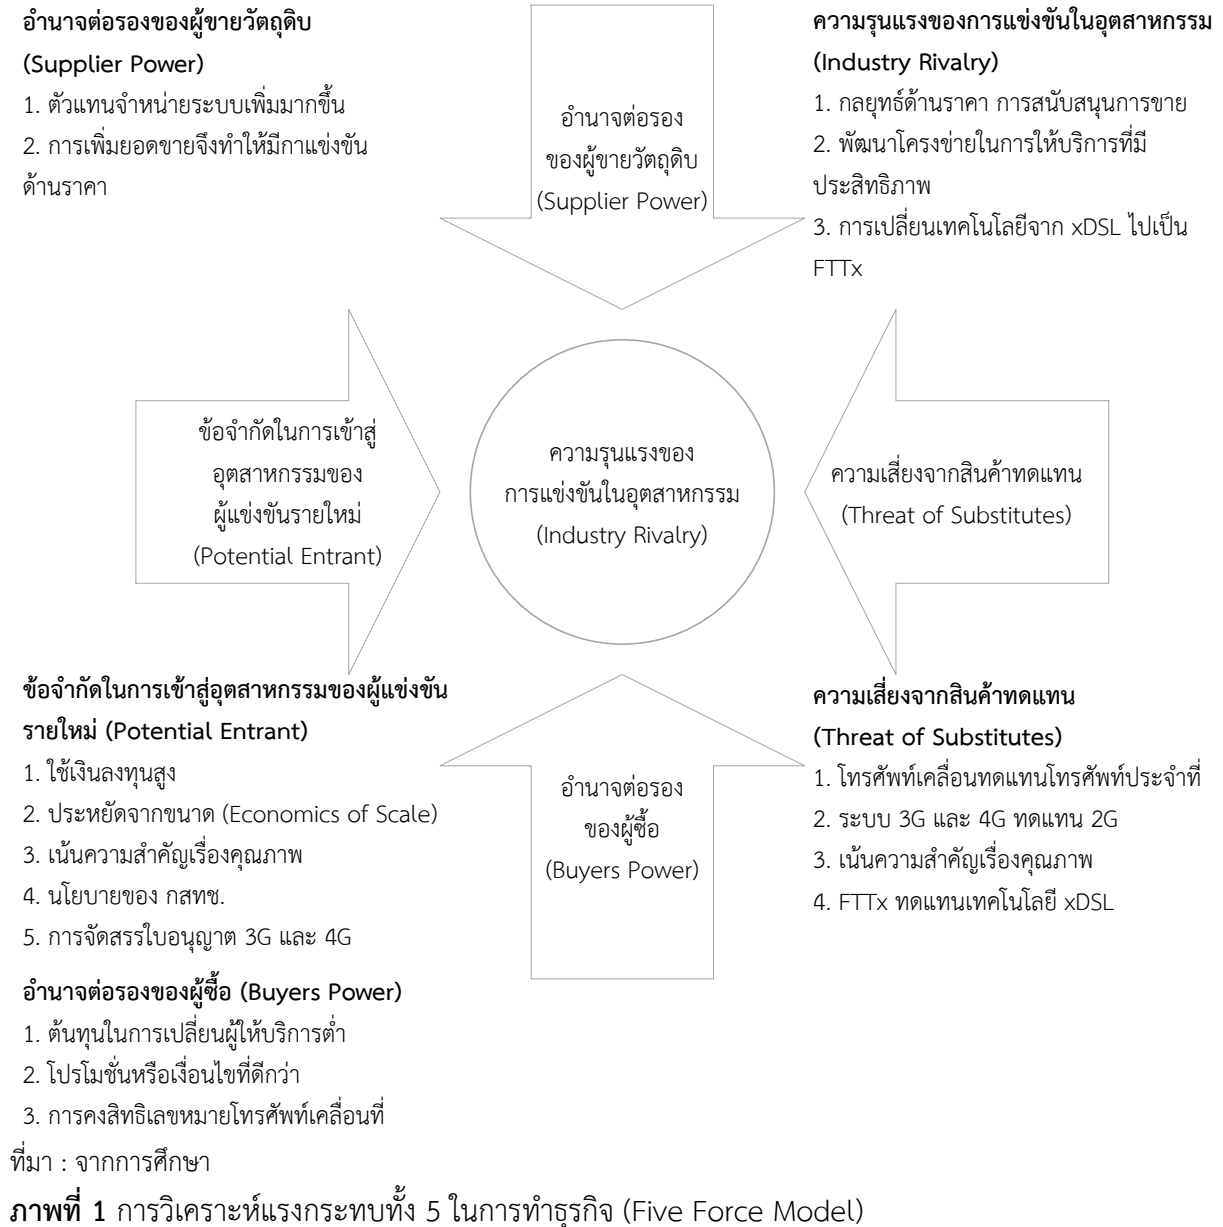 อำนาจต่อรองของผู้ขายวัตถุดิบ
(Supplier Power)
1. ตัวแทนจำหน่ายระบบเพิ่มมากขึ้น
2. การเพิ่มยอดขายจึงทำให้มีกาแข่งขัน
ด้านราคา
อำนาจต่อรอง
ของผู้ขายวัตถุดิบ
(Supplier Power)
ความรุนแรงของการแข่งขันในอุตสาหกรรม
(Industry Rivalry)
1. กลยุทธ์ด้านราคา การสนับสนุนการขาย
2. พัฒนาโครงข่ายในการให้บริการที่มี
ประสิทธิภาพ
3. การเปลี่ยนเทคโนโลยีจาก xDSL ไปเป็น
FTTx
ข้อจำกัดในการเข้าสู่
อุตสาหกรรมของ
ผู้แข่งขันรายใหม่
(Potential Entrant)
ความรุนแรงของ
การแข่งขันในอุตสาหกรรม
(Industry Rivalry)
ความเสี่ยงจากสินค้าทดแทน
(Threat of Substitutes)
ข้อจำกัดในการเข้าสู่อุตสาหกรรมของผู้แข่งขัน
รายใหม่ (Potential Entrant)
1. ใช้เงินลงทุนสูง
2. ประหยัดจากขนาด (Economics of Scale)
3. เน้นความสำคัญเรื่องคุณภาพ
4. นโยบายของ กสทช.
5. การจัดสรรใบอนุญาต 3G และ 4G
อำนาจต่อรอง
ของผู้ซื้อ
(Buyers Power)
ความเสี่ยงจากสินค้าทดแทน
(Threat of Substitutes)
1. โทรศัพท์เคลื่อนทดแทนโทรศัพท์ประจำที่
2. ระบบ 3G และ 4G ทดแทน 2G
3. เน้นความสำคัญเรื่องคุณภาพ
4. FTTx ทดแทนเทคโนโลยี xDSL
อำนาจต่อรองของผู้ซื้อ (Buyers Power)
1. ต้นทุนในการเปลี่ยนผู้ให้บริการต่ำ
2. โปรโมชั่นหรือเงื่อนไขที่ดีกว่า
3. การคงสิทธิเลขหมายโทรศัพท์เคลื่อนที่
ที่มา : จากการศึกษา
ภาพที่ 1 การวิเคราะห์แรงกระทบทั้ง 5 ในการทำธุรกิจ (Five Force Model)